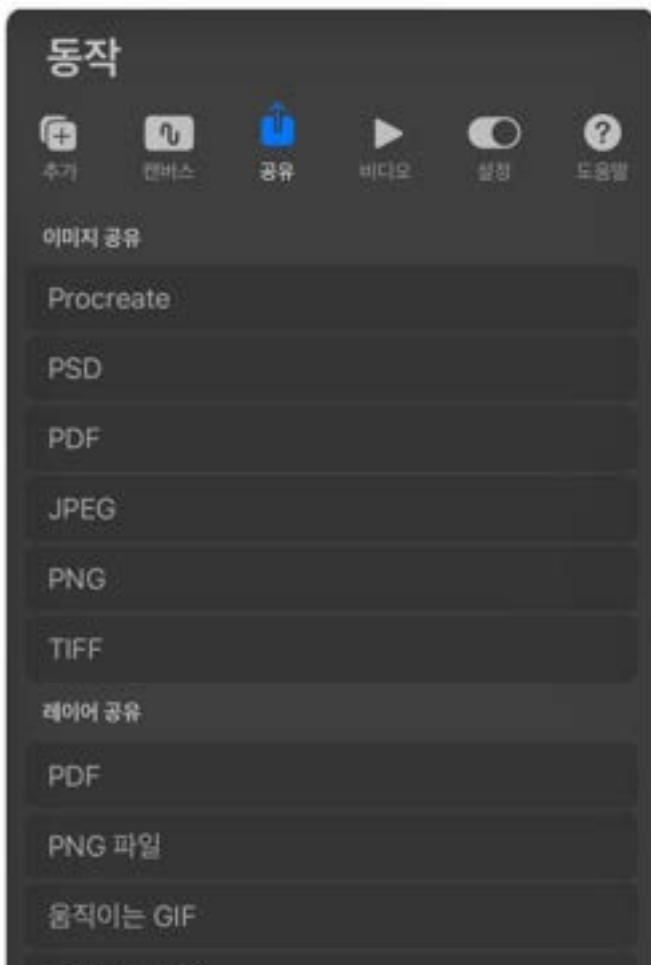 동작
추가 캔버스 공유 비디오 설정 도움말
이미지 공유
Procreate
PSD
PDF
JPEG
PNG
TIFF
레이어 공유
PDF
PNG 파일
움직이는 GIF